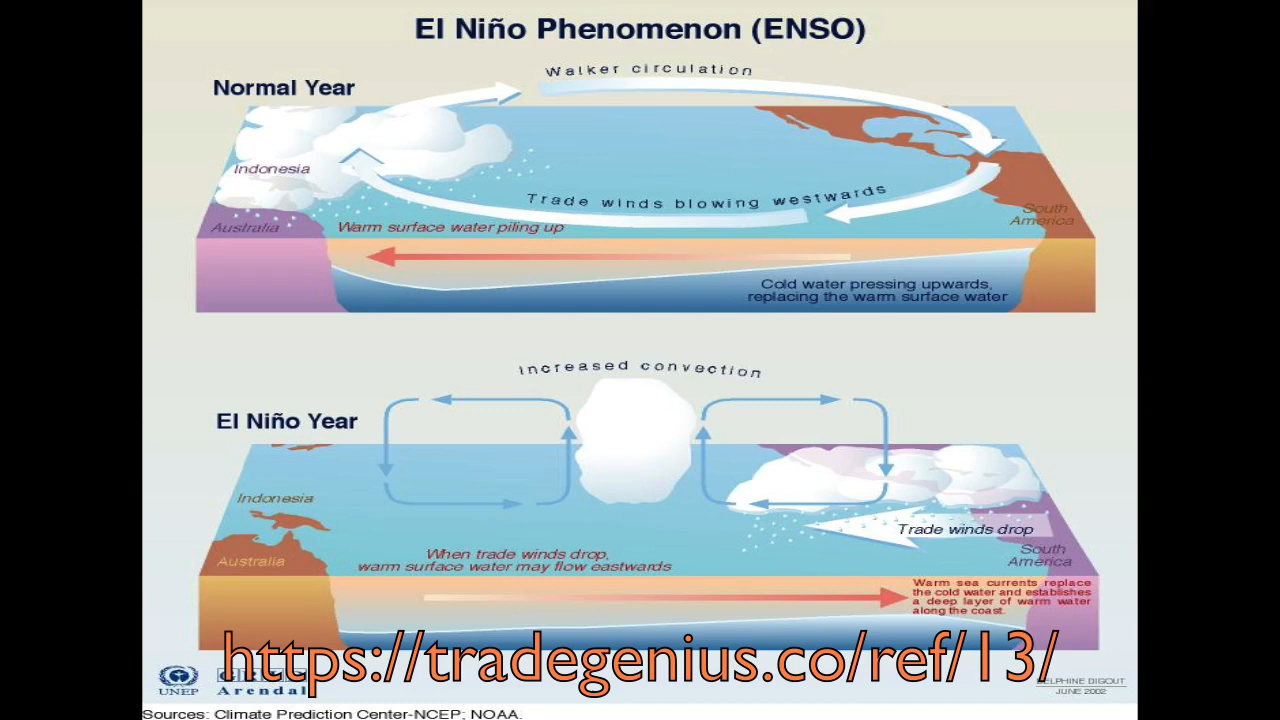 El Niño Phenomenon (ENSO)
Walker circulation
Normal Year
Indonesia
Trade winds blowing westwards
South
America
Australia
Warm surface water piling up
Cold water pressing upwards,
replacing the warm surface water
Increased convection
El Niño Year
Indonesia
Trade winds drop
When trade winds drop,
warm surface water may flow eastwards
South
America
Australia
Warm sea currents replace
the cold water and establishes
a deep layer of warm water
along the coast.
https://tradegenius.co/ref/13/
UNEP
Arendal
DELPHINE DIGOUT
JUNE 2002
Sources: Climate Prediction Center-NCEP; NOAA.